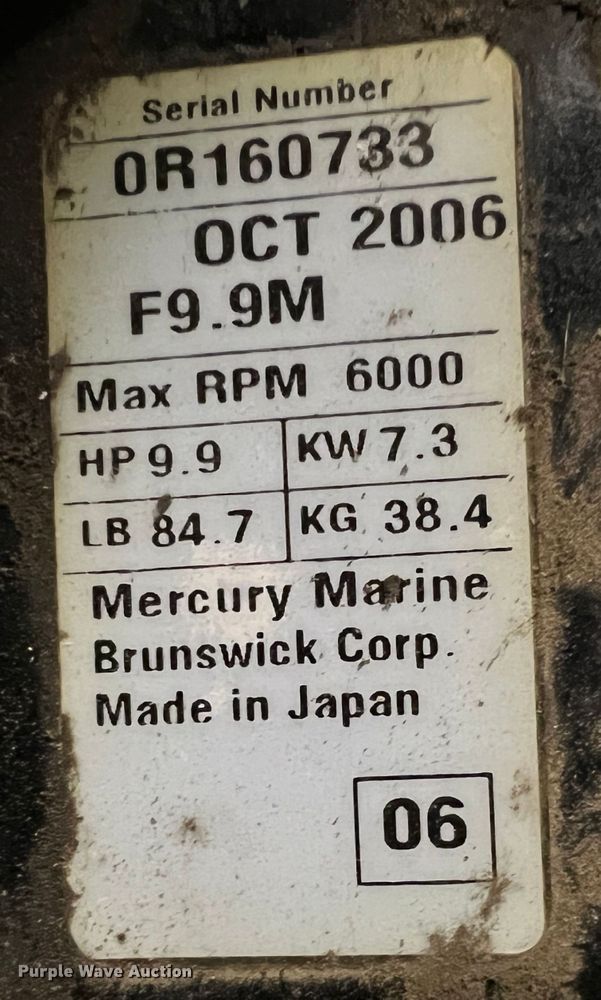 Serial Number
0R160733
OCT 2006
F9.9M
Max RPM 6000
HP 9.9 KW 7.3
LB 84.7 KG 38.4
Mercury Marine
Brunswick Corp.
Made in Japan
06
Purple Wave Auction